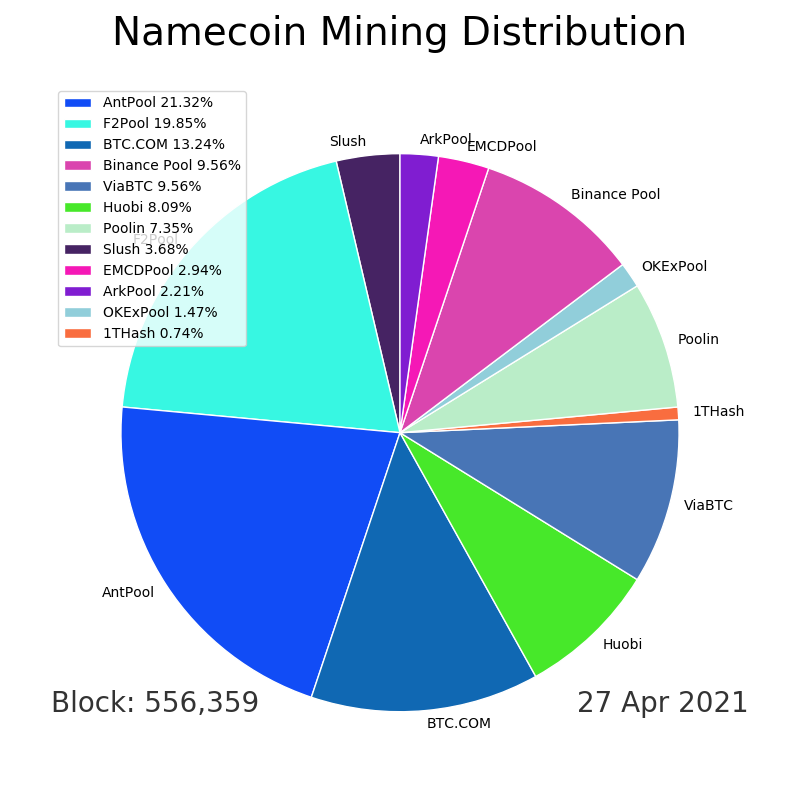 Namecoin Mining Distribution
AntPool 21.32%
F2Pool 19.85%
BTC.COM 13.24%
Binance Pool 9.56%
ViaBTC 9.56%
Huobi 8.09%
Poolin 7.35%
Slush 3.68%
EMCDPool 2.94%
ArkPool 2.21%
OKExPool 1.47%
1THash 0.74%
Slush
ArkPool
EMCDPool
Binance Pool
F2Pool
OKExPool
Poolin
1THash
ViaBTC
AntPool
Huobi
BTC.COM
Block: 556,359
27 Apr 2021